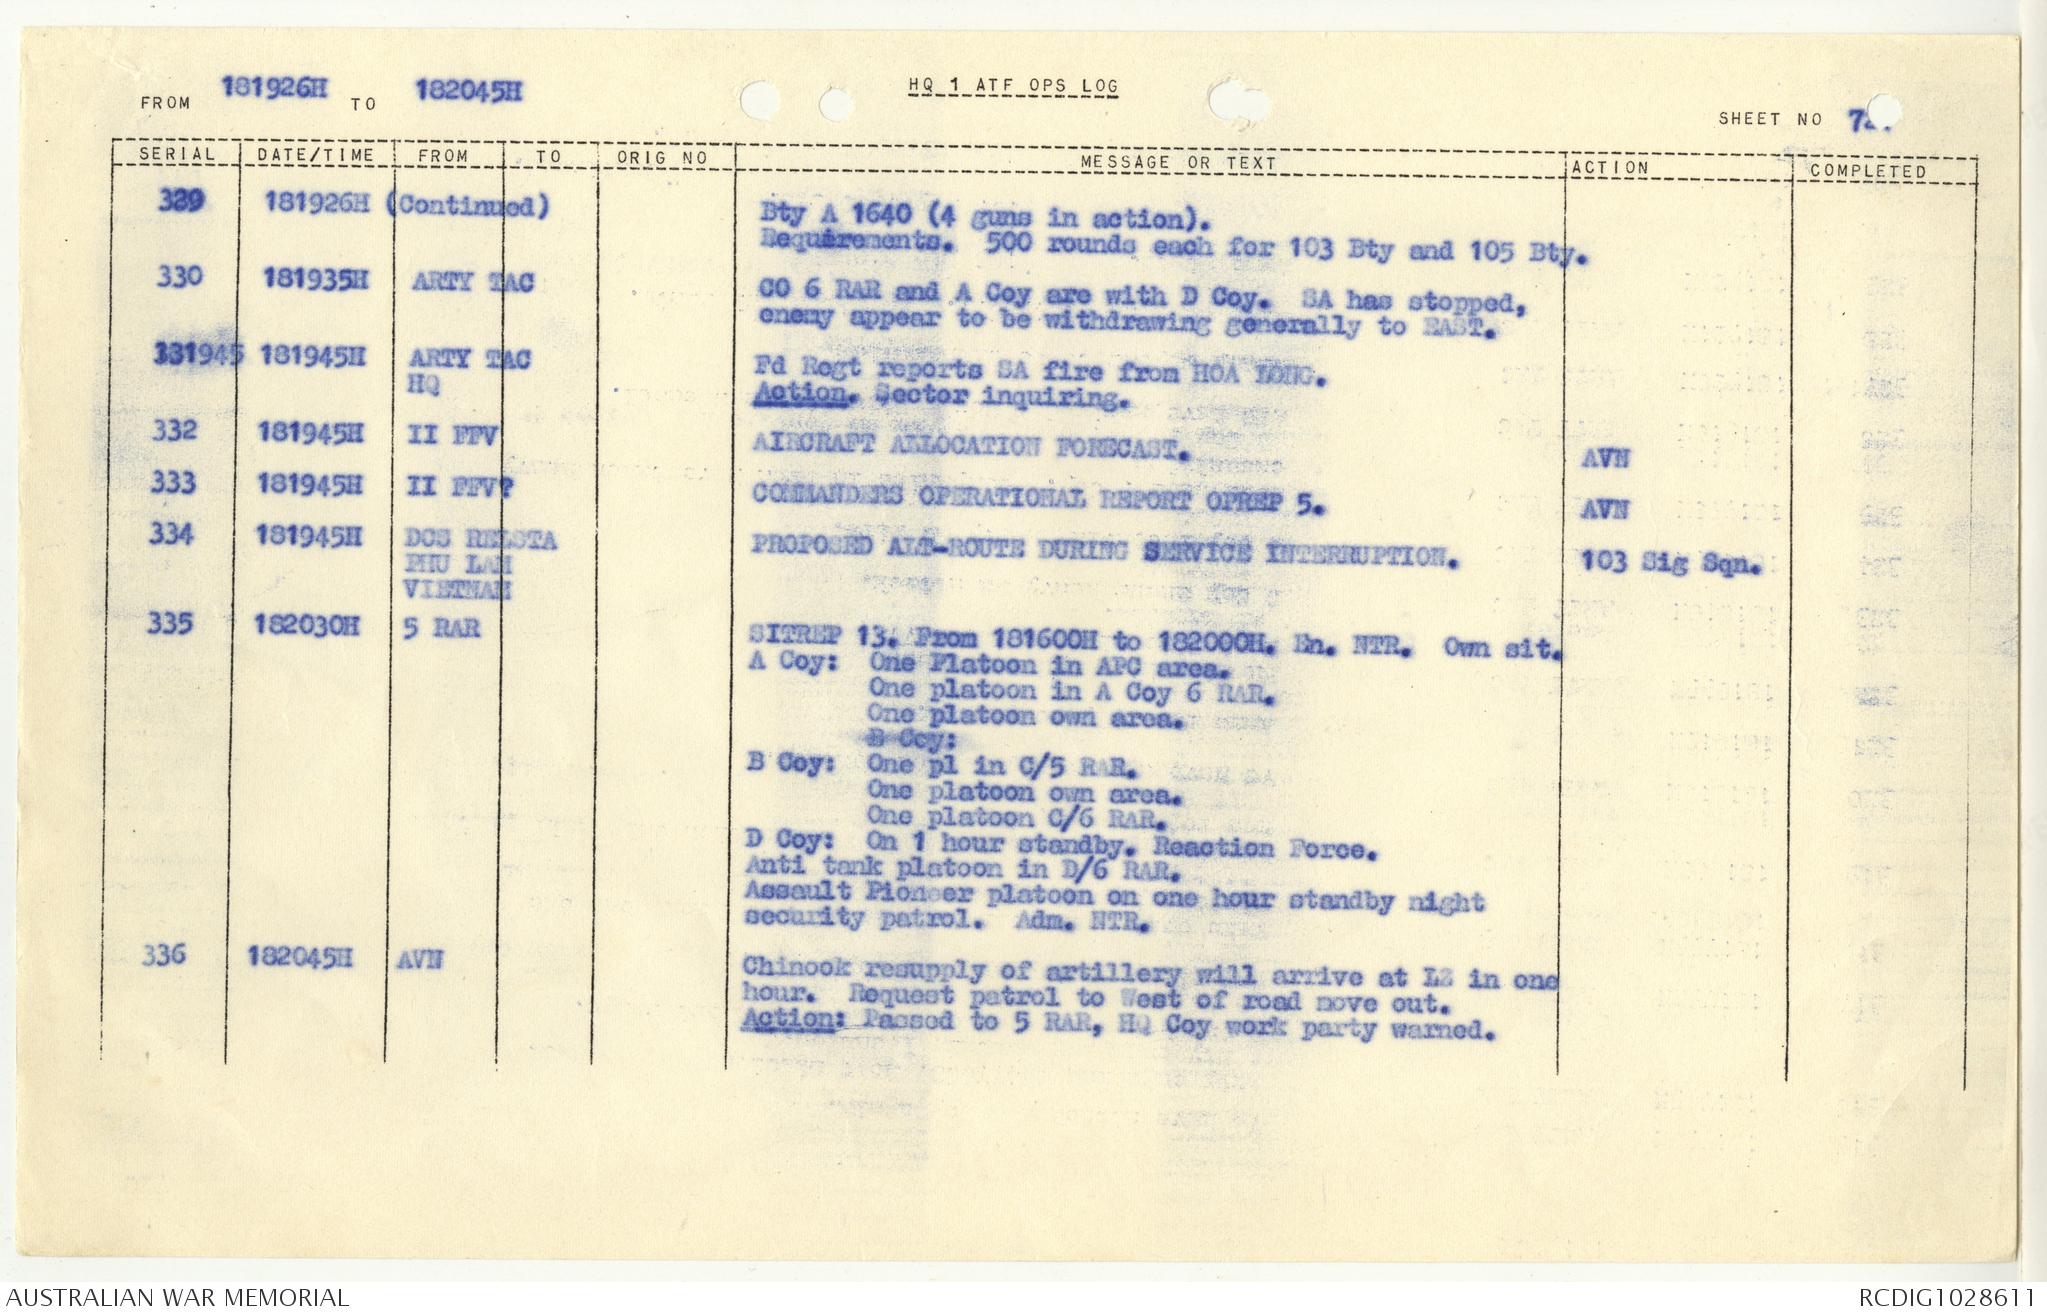 FROM 181926H TO 182045H
HQ 1 ATF OPS LOG
SHEET NO
SERIAL DATE/TIME FROM TO ORIG NO MESSAGE OR TEXT ACTION COMPLETED
329 181926H (Continued) Bty A 1640 (4 guns in action).
Requirements. 500 rounds each for 103 Bty and 105 Bty.
330 181935H ARTY TAC CO 6 RAR and A Coy are with D Coy. SA has stopped,
enemy appear to be withdrawing generally to EAST.
331945 181945H ARTY TAC Fd Regt reports SA fire from HOA LONG.
HQ Action. Sector inquiring.
332 181945H II FFV AIRCRAFT ALLOCATION FORECAST. AVN
333 181945H II FFV? COMMANDERS OPERATIONAL REPORT OPREP 5. AVN
334 181945H DCS RELSTA PROPOSED ALT-ROUTE DURING SERVICE INTERRUPTION. 103 Sig Sqn.
PHU LAM
VIETNAM
335 182030H 5 RAR SITREP 13. From 181600H to 182000H. En. NTR. Own sit.
A Coy: One Platoon in APC area.
One platoon in A Coy 6 RAR.
One platoon own area.
B Coy:
B Coy: One pl in C/5 RAR.
One platoon own area.
One platoon C/6 RAR.
D Coy: On 1 hour standby. Reaction Force.
Anti tank platoon in D/6 RAR.
Assault Pioneer platoon on one hour standby night
security patrol. Adm. NTR.
336 182045H AVN Chinook resupply of artillery will arrive at LZ in one
hour. Request patrol to West of road move out.
Action: Passed to 5 RAR, HQ Coy work party warned.
AUSTRALIAN WAR MEMORIAL RCDIG1028611